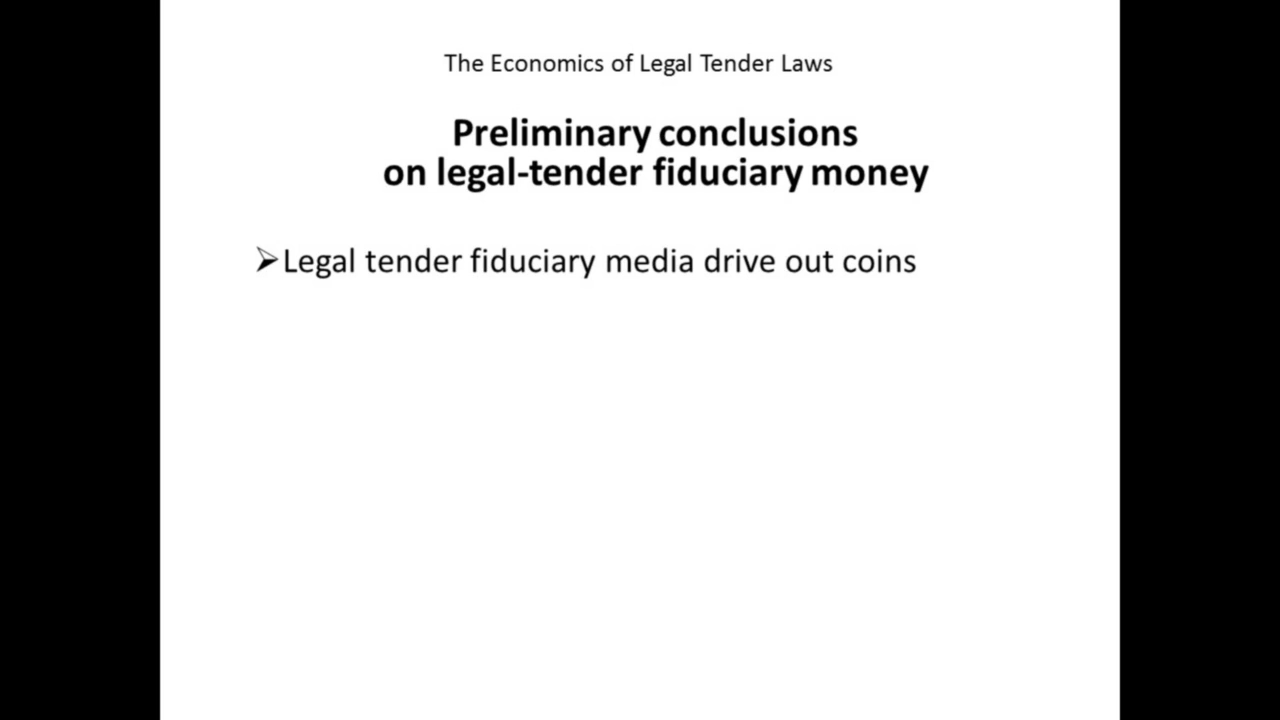 The Economics of Legal Tender Laws
Preliminary conclusions
on legal-tender fiduciary money
➢Legal tender fiduciary media drive out coins